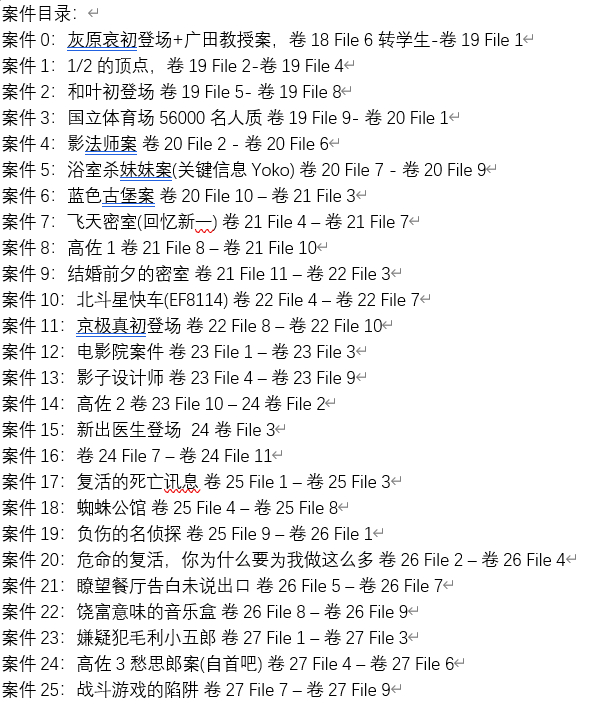 案件目录：
案件 0：灰原哀初登场+广田教授案，卷 18 File 6 转学生-卷 19 File 1
案件 1：1/2 的顶点，卷 19 File 2-卷 19 File 4
案件 2：和叶初登场 卷 19 File 5- 卷 19 File 8
案件 3：国立体育场 56000 名人质 卷 19 File 9- 卷 20 File 1
案件 4：影法师案 卷 20 File 2 - 卷 20 File 6
案件 5：浴室杀妹妹案(关键信息 Yoko) 卷 20 File 7 - 卷 20 File 9
案件 6：蓝色古堡案 卷 20 File 10 – 卷 21 File 3
案件 7：飞天密室(回忆新一) 卷 21 File 4 – 卷 21 File 7
案件 8：高佐 1 卷 21 File 8 – 卷 21 File 10
案件 9：结婚前夕的密室 卷 21 File 11 – 卷 22 File 3
案件 10：北斗星快车(EF8114) 卷 22 File 4 – 卷 22 File 7
案件 11：京极真初登场 卷 22 File 8 – 卷 22 File 10
案件 12：电影院案件 卷 23 File 1 – 卷 23 File 3
案件 13：影子设计师 卷 23 File 4 – 卷 23 File 9
案件 14：高佐 2 卷 23 File 10 – 24 卷 File 2
案件 15：新出医生登场 24 卷 File 3
案件 16：卷 24 File 7 – 卷 24 File 11
案件 17：复活的死亡讯息 卷 25 File 1 – 卷 25 File 3
案件 18：蜘蛛公馆 卷 25 File 4 – 卷 25 File 8
案件 19：负伤的名侦探 卷 25 File 9 – 卷 26 File 1
案件 20：危命的复活，你为什么要为我做这么多 卷 26 File 2 – 卷 26 File 4
案件 21：瞭望餐厅告白未说出口 卷 26 File 5 – 卷 26 File 7
案件 22：饶富意味的音乐盒 卷 26 File 8 – 卷 26 File 9
案件 23：嫌疑犯毛利小五郎 卷 27 File 1 – 卷 27 File 3
案件 24：高佐 3 愁思郎案(自首吧) 卷 27 File 4 – 卷 27 File 6
案件 25：战斗游戏的陷阱 卷 27 File 7 – 卷 27 File 9